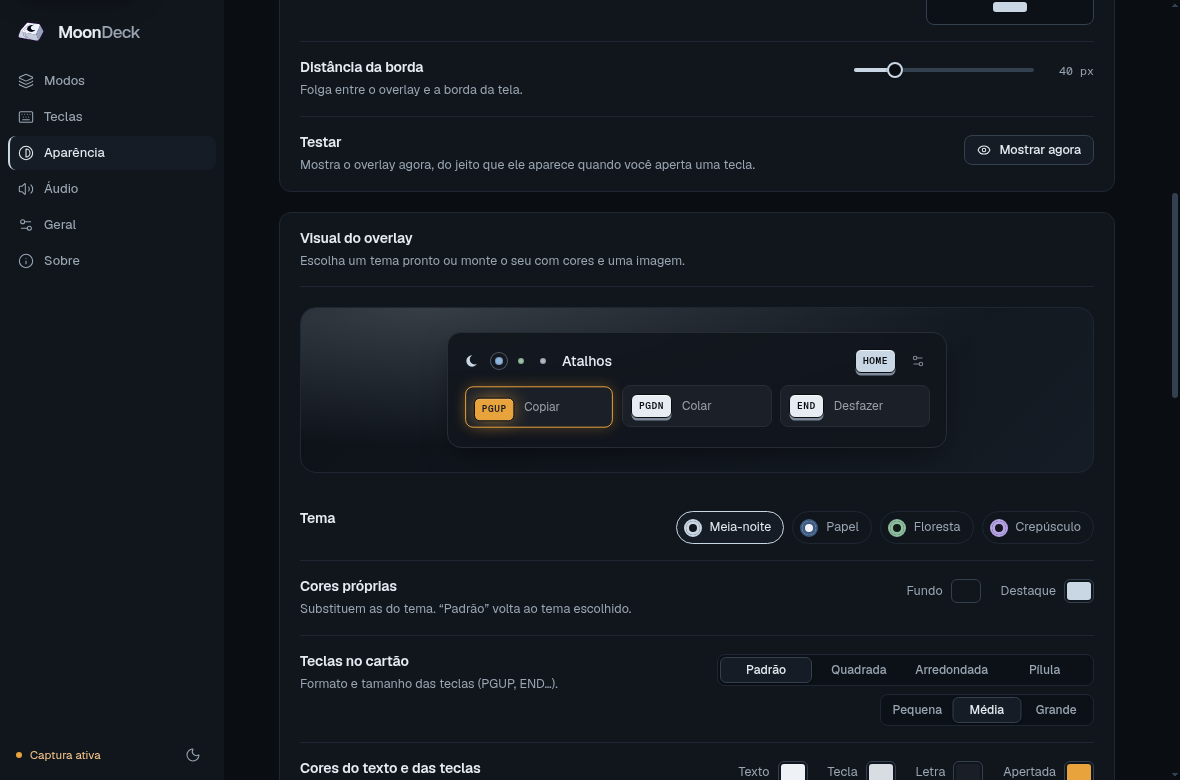 MoonDeck
Modos
Teclas
Aparência
Áudio
Geral
Sobre
Captura ativa
Distância da borda
Folga entre o overlay e a borda da tela.
40 px
Testar
Mostra o overlay agora, do jeito que ele aparece quando você aperta uma tecla.
Mostrar agora
Visual do overlay
Escolha um tema pronto ou monte o seu com cores e uma imagem.
Atalhos
HOME
PGUP Copiar
PGDN Colar
END Desfazer
Tema
Meia-noite
Papel
Floresta
Crepúsculo
Cores próprias
Substituem as do tema. “Padrão” volta ao tema escolhido.
Fundo
Destaque
Teclas no cartão
Formato e tamanho das teclas (PGUP, END…).
Padrão
Quadrada
Arredondada
Pílula
Pequena
Média
Grande
Cores do texto e das teclas
Texto
Tecla
Letra
Apertada